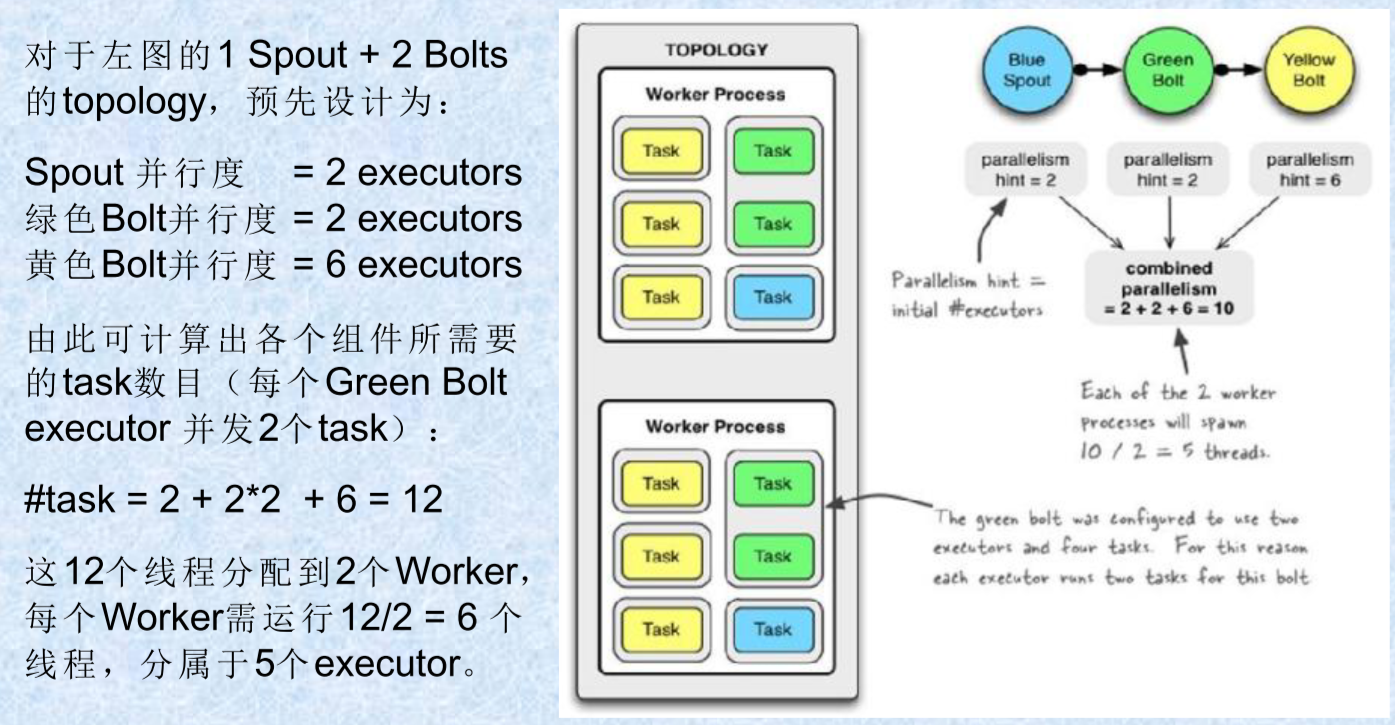 对于左图的1 Spout + 2 Bolts
的topology，预先设计为：
Spout 并行度 = 2 executors
绿色Bolt并行度 = 2 executors
黄色Bolt并行度 = 6 executors
由此可计算出各个组件所需要
的task数目（每个Green Bolt
executor 并发2个task）：
#task = 2 + 2*2 + 6 = 12
这12个线程分配到2个Worker，
每个Worker需运行12/2 = 6 个
线程，分属于5个executor。
TOPOLOGY
Worker Process
Task Task
Task Task
Task Task
Worker Process
Task Task
Task Task
Task Task
Blue
Spout
Green
Bolt
Yellow
Bolt
parallelism
hint = 2
parallelism
hint = 2
parallelism
hint = 6
Parallelism hint =
initial #executors
combined
parallelism
= 2 + 2 + 6 = 10
Each of the 2 worker
processes will spawn
10 / 2 = 5 threads.
The green bolt was configured to use two
executors and four tasks. For this reason
each executor runs two tasks for this bolt